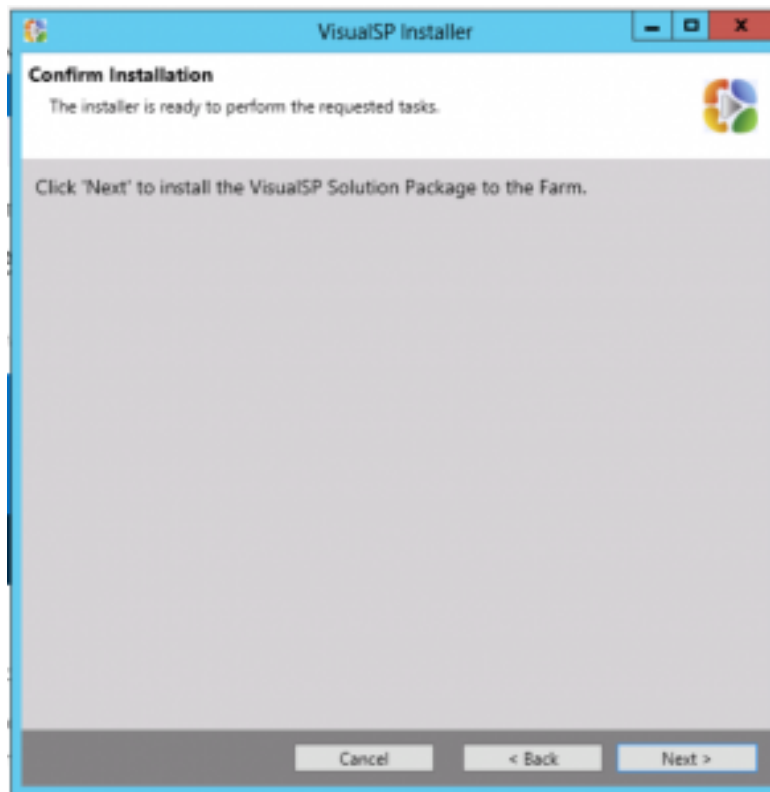 VisualSP Installer
Confirm Installation
The installer is ready to perform the requested tasks.
Click 'Next' to install the VisualSP Solution Package to the Farm.
Cancel
< Back
Next >